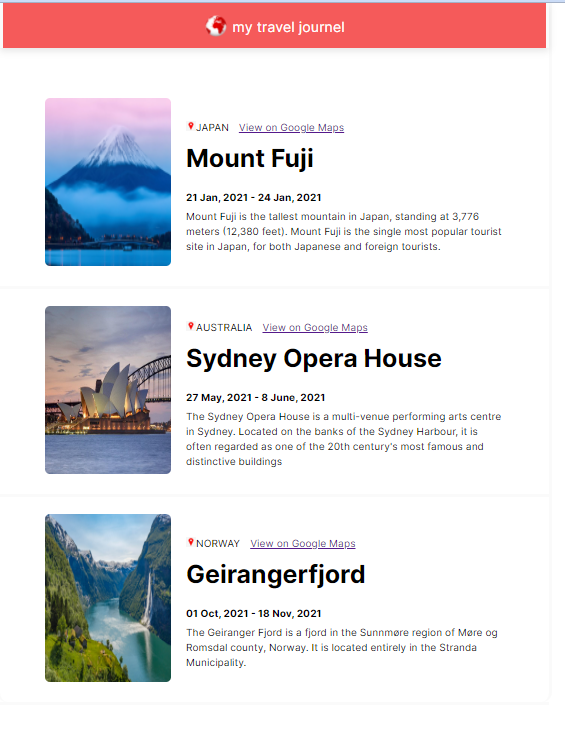 my travel journal
JAPAN View on Google Maps
Mount Fuji
21 Jan, 2021 - 24 Jan, 2021
Mount Fuji is the tallest mountain in Japan, standing at 3,776
meters (12,380 feet). Mount Fuji is the single most popular tourist
site in Japan, for both Japanese and foreign tourists.
AUSTRALIA View on Google Maps
Sydney Opera House
27 May, 2021 - 8 June, 2021
The Sydney Opera House is a multi-venue performing arts centre
in Sydney. Located on the banks of the Sydney Harbour, it is
often regarded as one of the 20th century's most famous and
distinctive buildings
NORWAY View on Google Maps
Geirangerfjord
01 Oct, 2021 - 18 Nov, 2021
The Geiranger Fjord is a fjord in the Sunnmøre region of Møre og
Romsdal county, Norway. It is located entirely in the Stranda
Municipality.